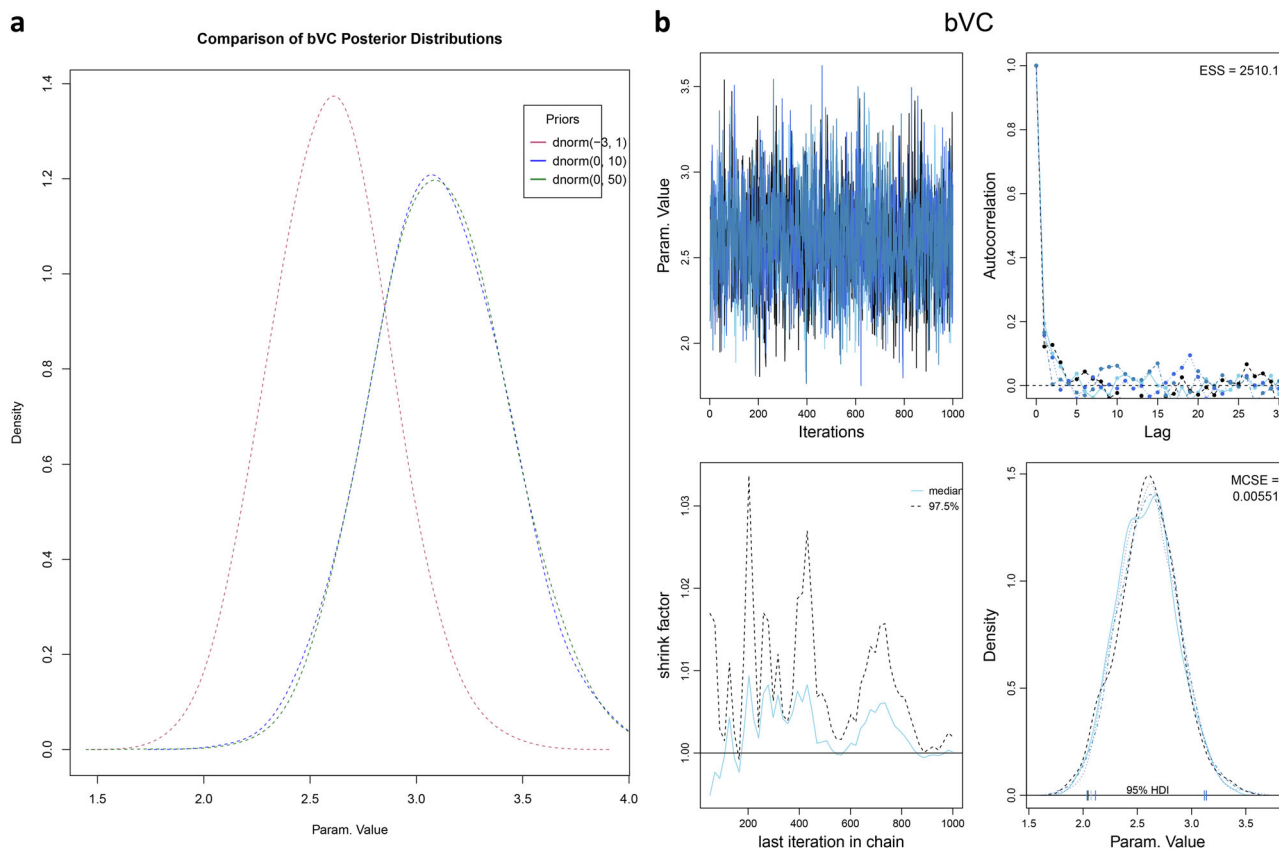 a
Comparison of bVC Posterior Distributions
Density
0.0
0.2
0.4
0.6
0.8
1.0
1.2
1.4
Priors
dnorm(−3, 1)
dnorm(0, 10)
dnorm(0, 50)
1.5
2.0
2.5
3.0
3.5
4.0
Param. Value
b
bVC
Param. Value
2.0
2.5
3.0
3.5
0
200
400
600
800
1000
Iterations
Autocorrelation
0.0
0.2
0.4
0.6
0.8
1.0
ESS = 2510.1
0
5
10
15
20
25
30
Lag
shrink factor
1.00
1.01
1.02
1.03
median
97.5%
200
400
600
800
1000
last iteration in chain
Density
0.0
0.5
1.0
1.5
MCSE =
0.00551
95% HDI
1.5
2.0
2.5
3.0
3.5
Param. Value